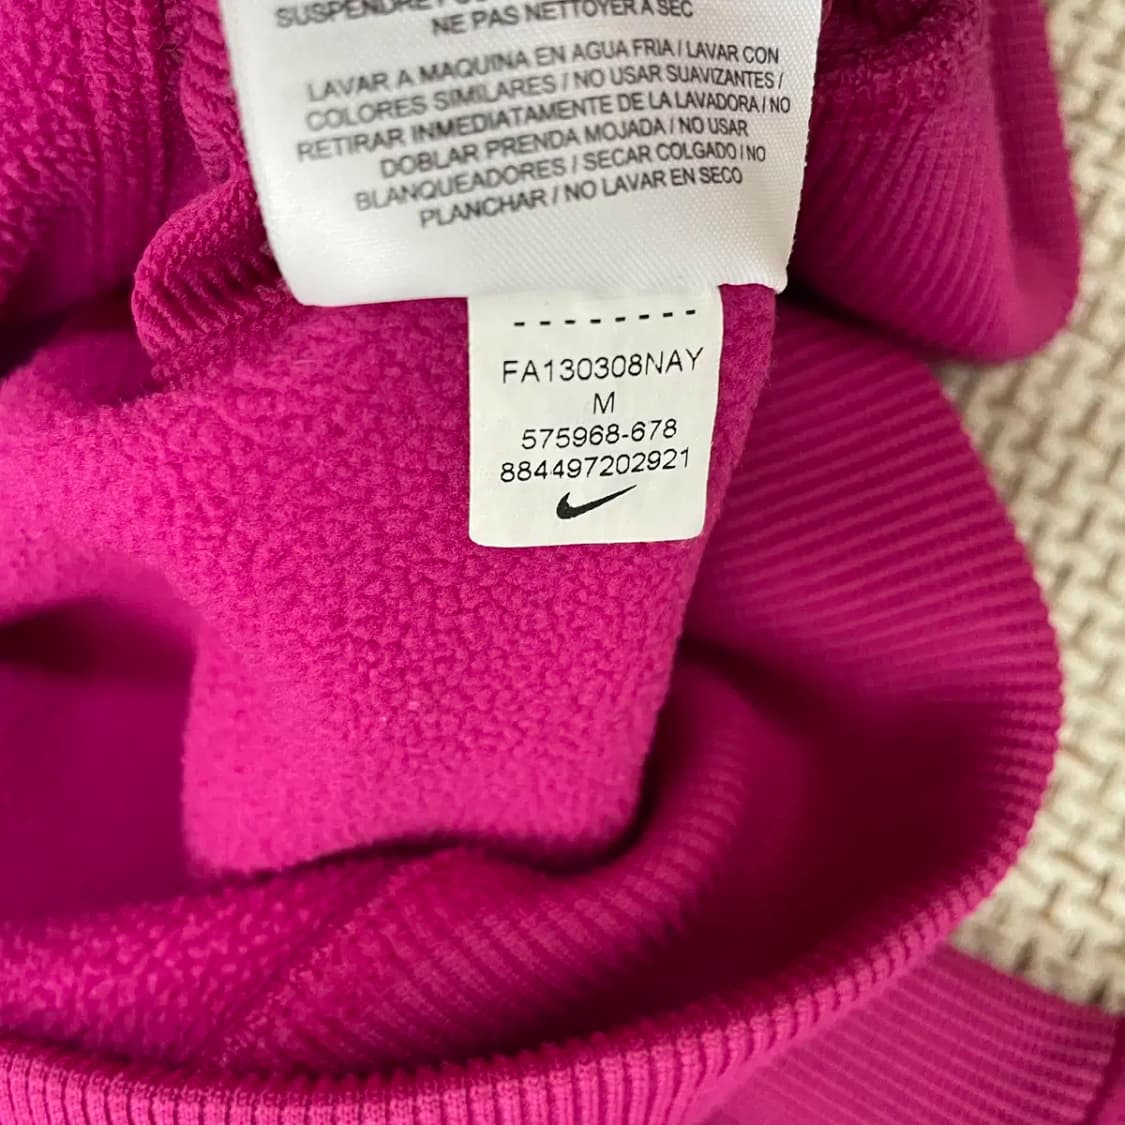 SUSPENDRE
NE PAS NETTOYER A SEC
LAVAR A MAQUINA EN AGUA FRIA / LAVAR CON
COLORES SIMILARES / NO USAR SUAVIZANTES /
RETIRAR INMEDIATAMENTE DE LA LAVADORA / NO
DOBLAR PRENDA MOJADA / NO USAR
BLANQUEADORES / SECAR COLGADO / NO
PLANCHAR / NO LAVAR EN SECO
--------
FA130308NAY
M
575968-678
884497202921